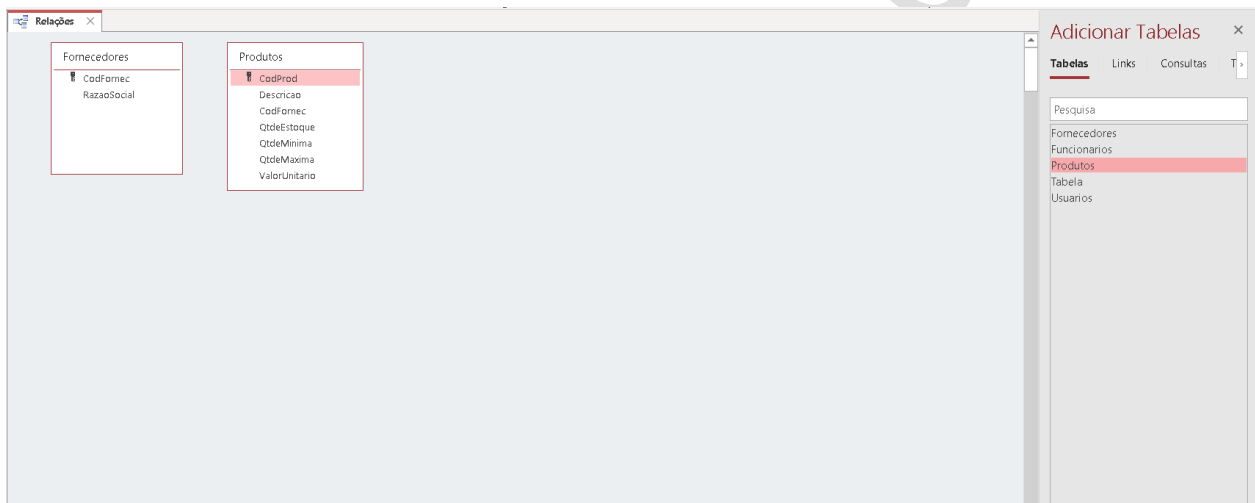 Relações
Fornecedores
CodFornec
RazaoSocial
Produtos
CodProd
Descricao
CodFornec
QtdeEstoque
QtdeMinima
QtdeMaxima
ValorUnitario
Adicionar Tabelas
Tabelas Links Consultas T
Pesquisa
Fornecedores
Funcionarios
Produtos
Tabela
Usuarios